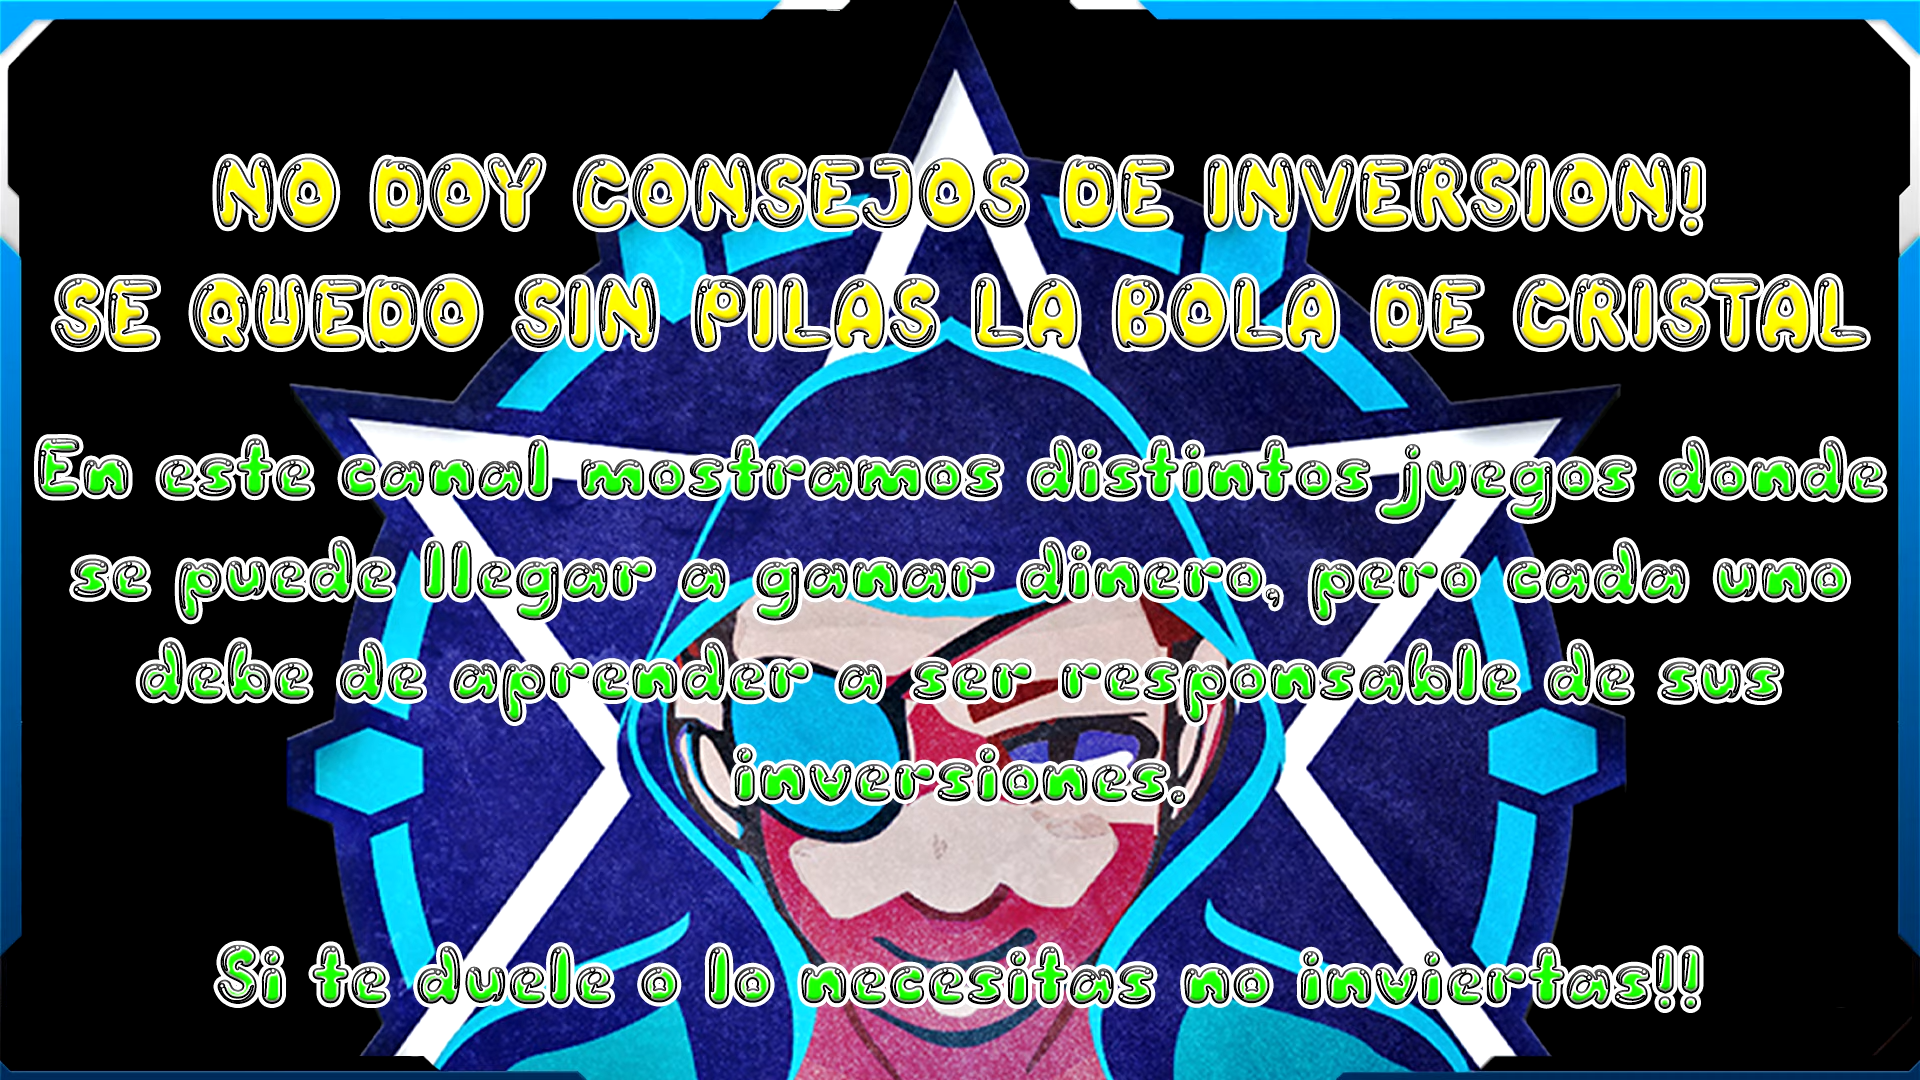 NO DOY CONSEJOS DE INVERSION!
SE QUEDO SIN PILAS LA BOLA DE CRISTAL
En este canal mostramos distintos juegos donde
se puede llegar a ganar dinero, pero cada uno
debe de aprender a ser responsable de sus
inversiones.
Si te duele o lo necesitas no inviertas!!